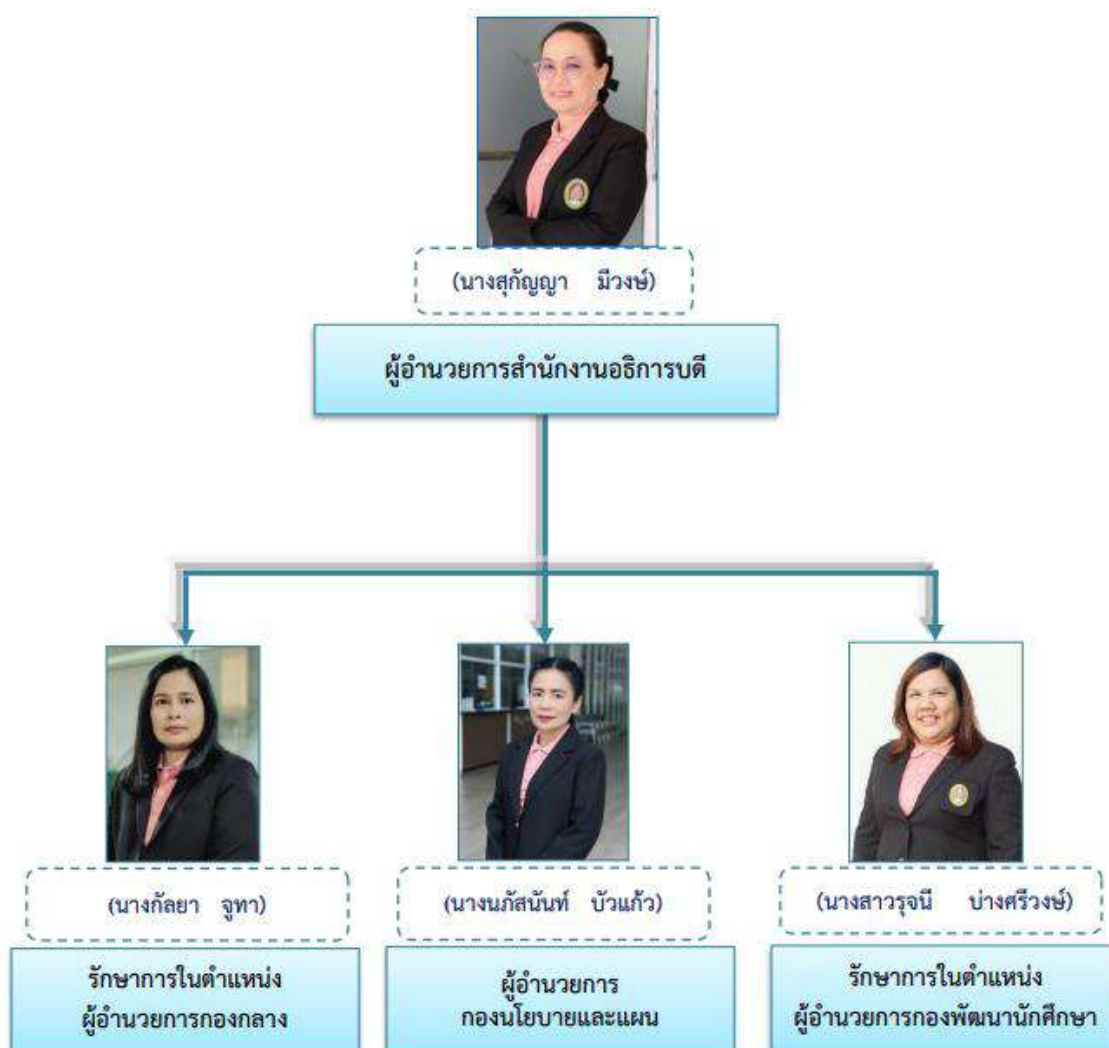 (นางสุกัญญา มีวงษ์)
ผู้อำนวยการสำนักงานอธิการบดี
(นางกัลยา จูฑา)
(นางนภัสนันท์ บัวแก้ว)
(นางสาวรุจนี บ่างศรีวงษ์)
รักษาการในตำแหน่ง
ผู้อำนวยการกองกลาง
ผู้อำนวยการ
กองนโยบายและแผน
รักษาการในตำแหน่ง
ผู้อำนวยการกองพัฒนานักศึกษา